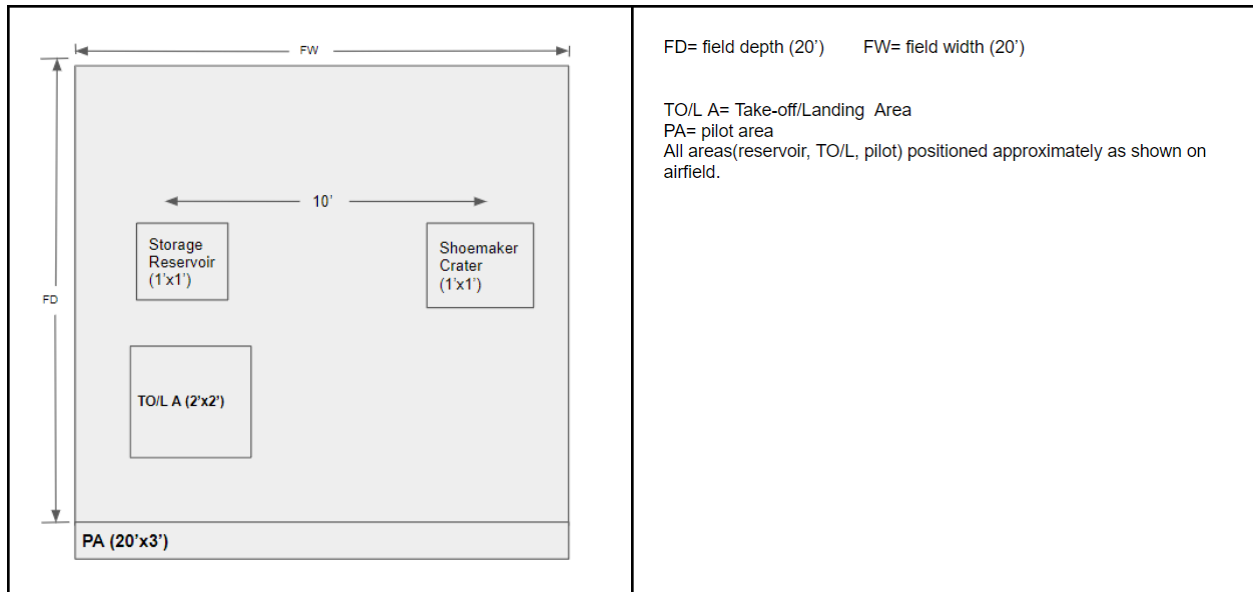 FW
FD= field depth (20’)  FW= field width (20’)
TO/L A= Take-off/Landing  Area
PA= pilot area
All areas(reservoir, TO/L, pilot) positioned approximately as shown on
airfield.
10’
Storage
Reservoir
(1’x1’)
Shoemaker
Crater
(1’x1’)
FD
TO/L A (2’x2’)
PA (20’x3’)